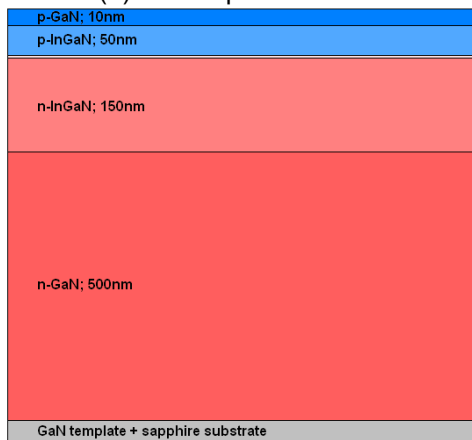 p-GaN; 10nm
p-InGaN; 50nm
n-InGaN; 150nm
n-GaN; 500nm
GaN template + sapphire substrate